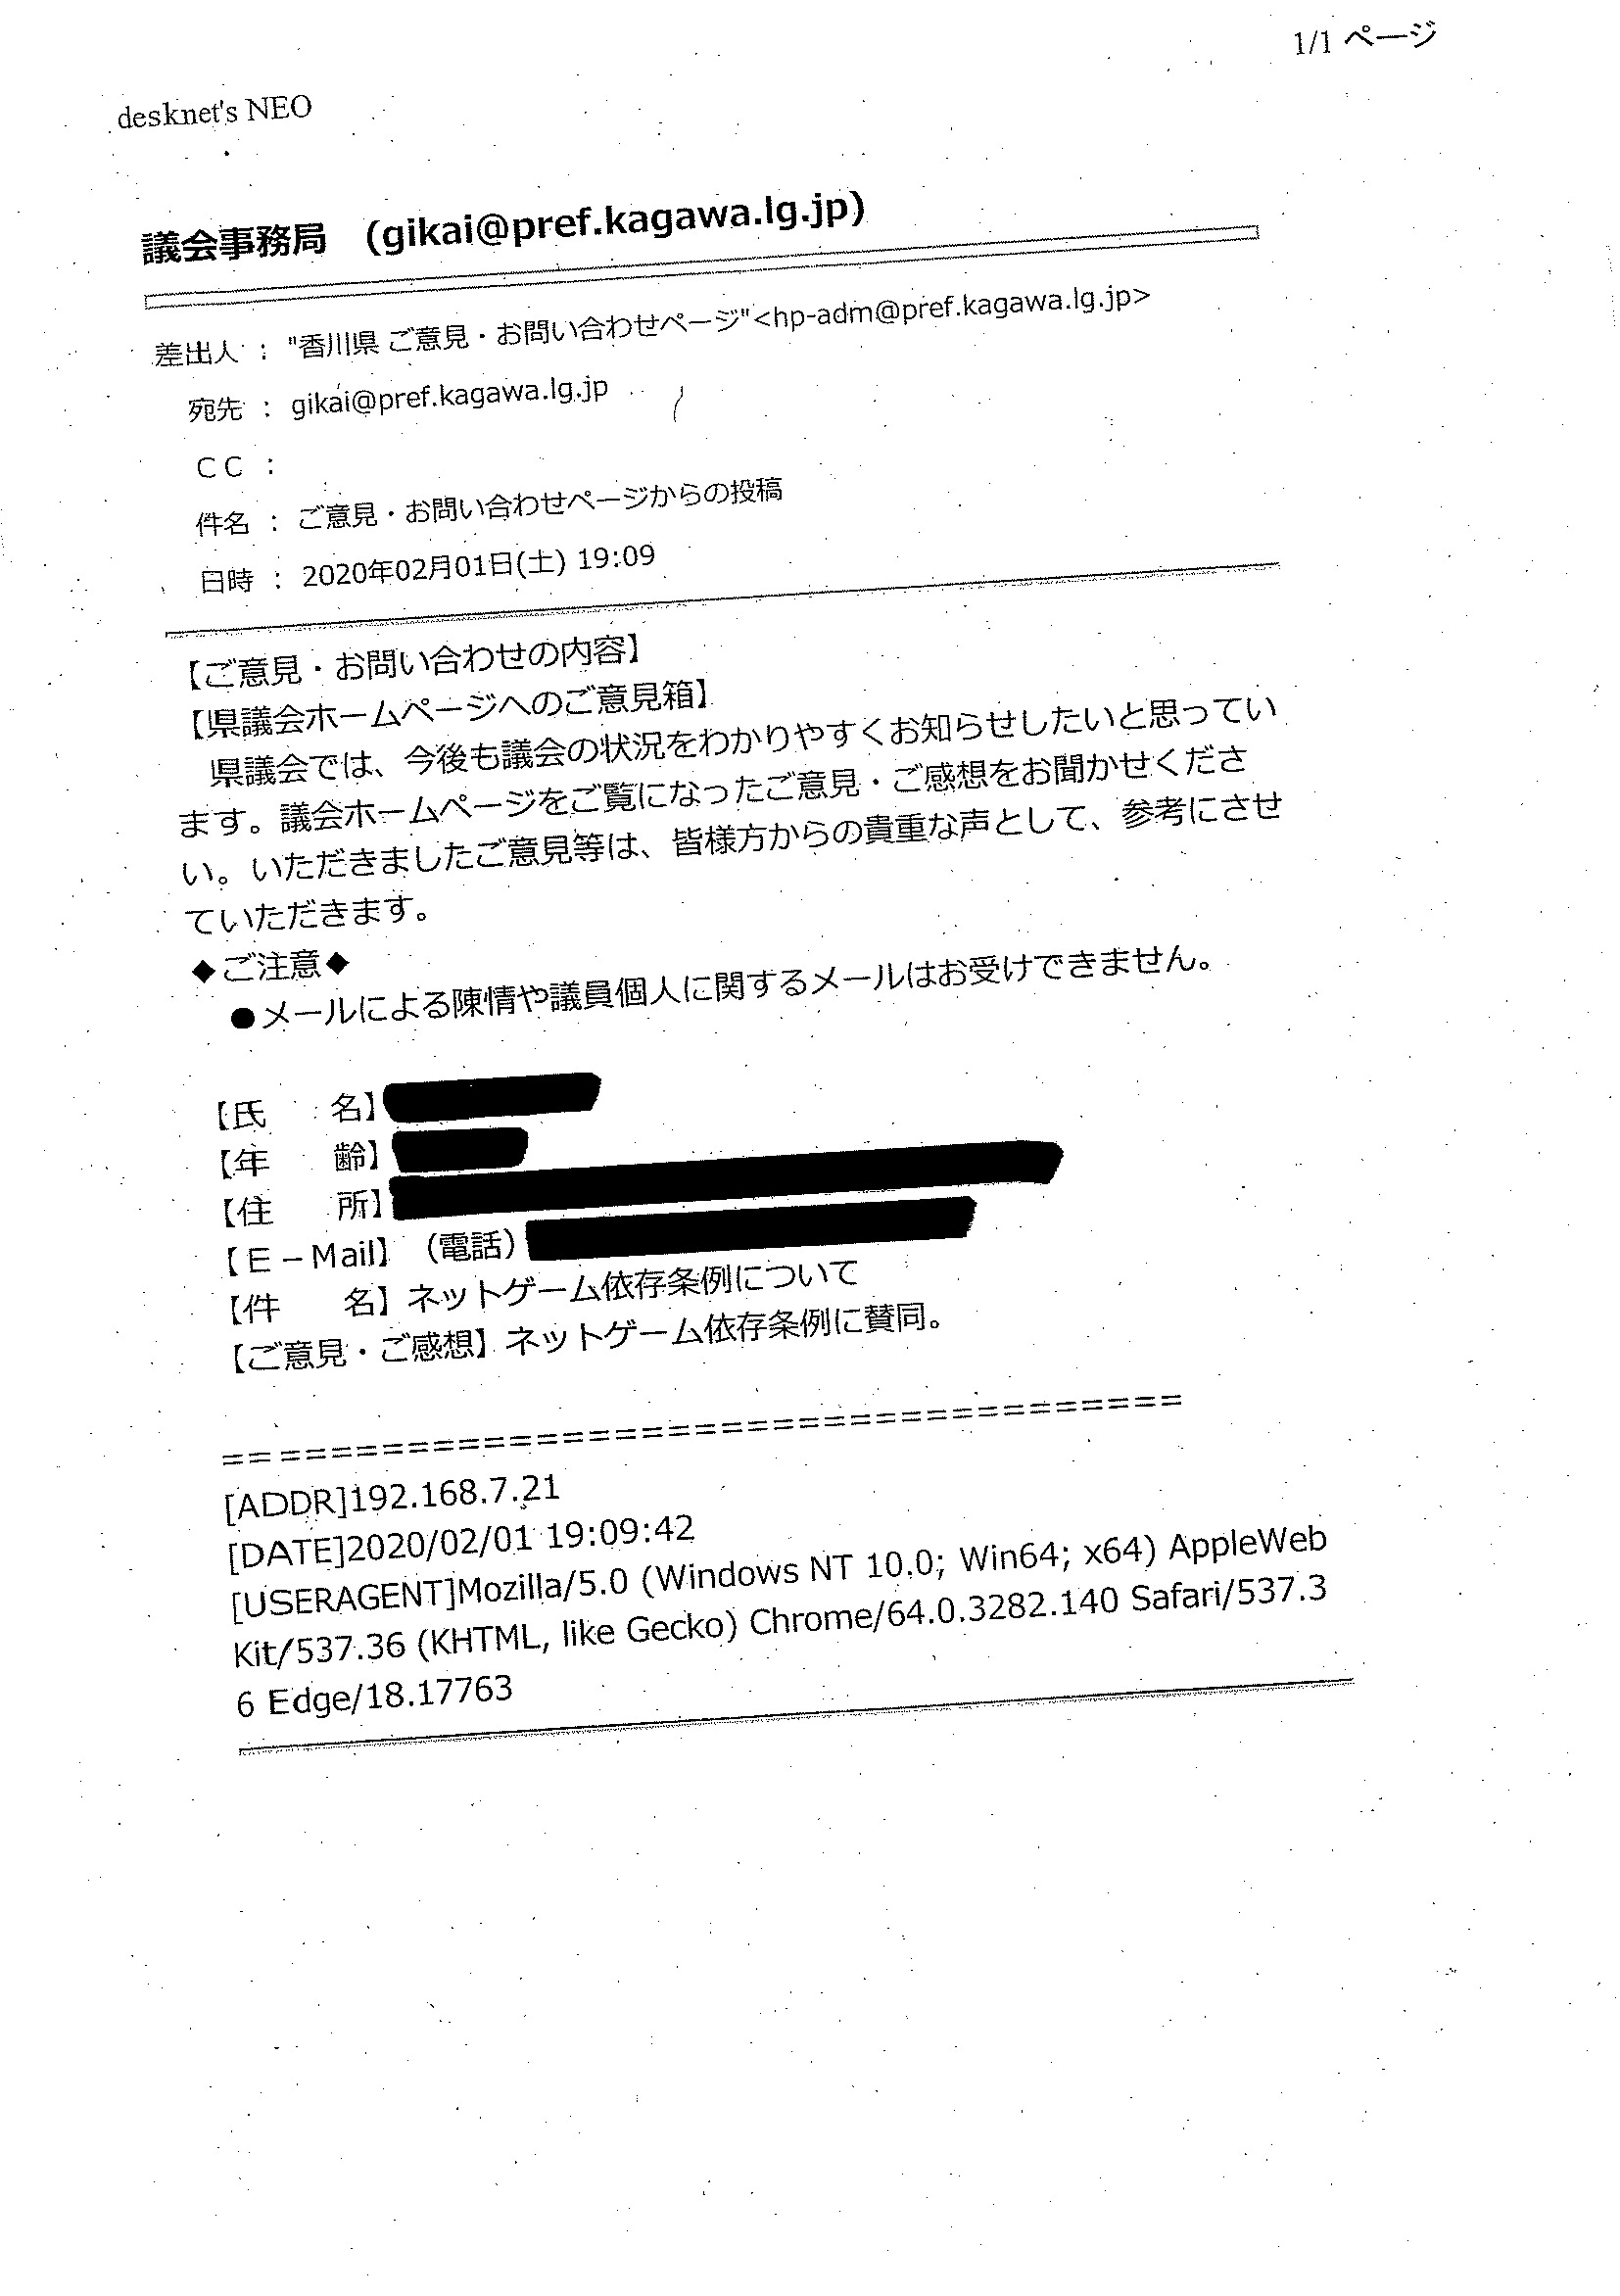 1/1 ページ
desknet's NEO
議会事務局 (gikai@pref.kagawa.lg.jp)
差出人 : "香川県 ご意見・お問い合わせページ"<hp-adm@pref.kagawa.lg.jp>
宛先 : gikai@pref.kagawa.lg.jp
CC :
件名 : ご意見・お問い合わせページからの投稿
日時 : 2020年02月01日(土) 19:09
【ご意見・お問い合わせの内容】
【県議会ホームページへのご意見箱】
県議会では、今後も議会の状況をわかりやすくお知らせしたいと思ってい
ます。議会ホームページをご覧になったご意見・ご感想をお聞かせくださ
い。いただきましたご意見等は、皆様方からの貴重な声として、参考にさせ
ていただきます。
◆ご注意◆
●メールによる陳情や議員個人に関するメールはお受けできません。
【氏 名】
【年 齢】
【住 所】
【E－Mail】（電話）
【件 名】ネットゲーム依存条例について
【ご意見・ご感想】ネットゲーム依存条例に賛同。
=====================================
[ADDR]192.168.7.21
[DATE]2020/02/01 19:09:42
[USERAGENT]Mozilla/5.0 (Windows NT 10.0; Win64; x64) AppleWeb
Kit/537.36 (KHTML, like Gecko) Chrome/64.0.3282.140 Safari/537.3
6 Edge/18.17763